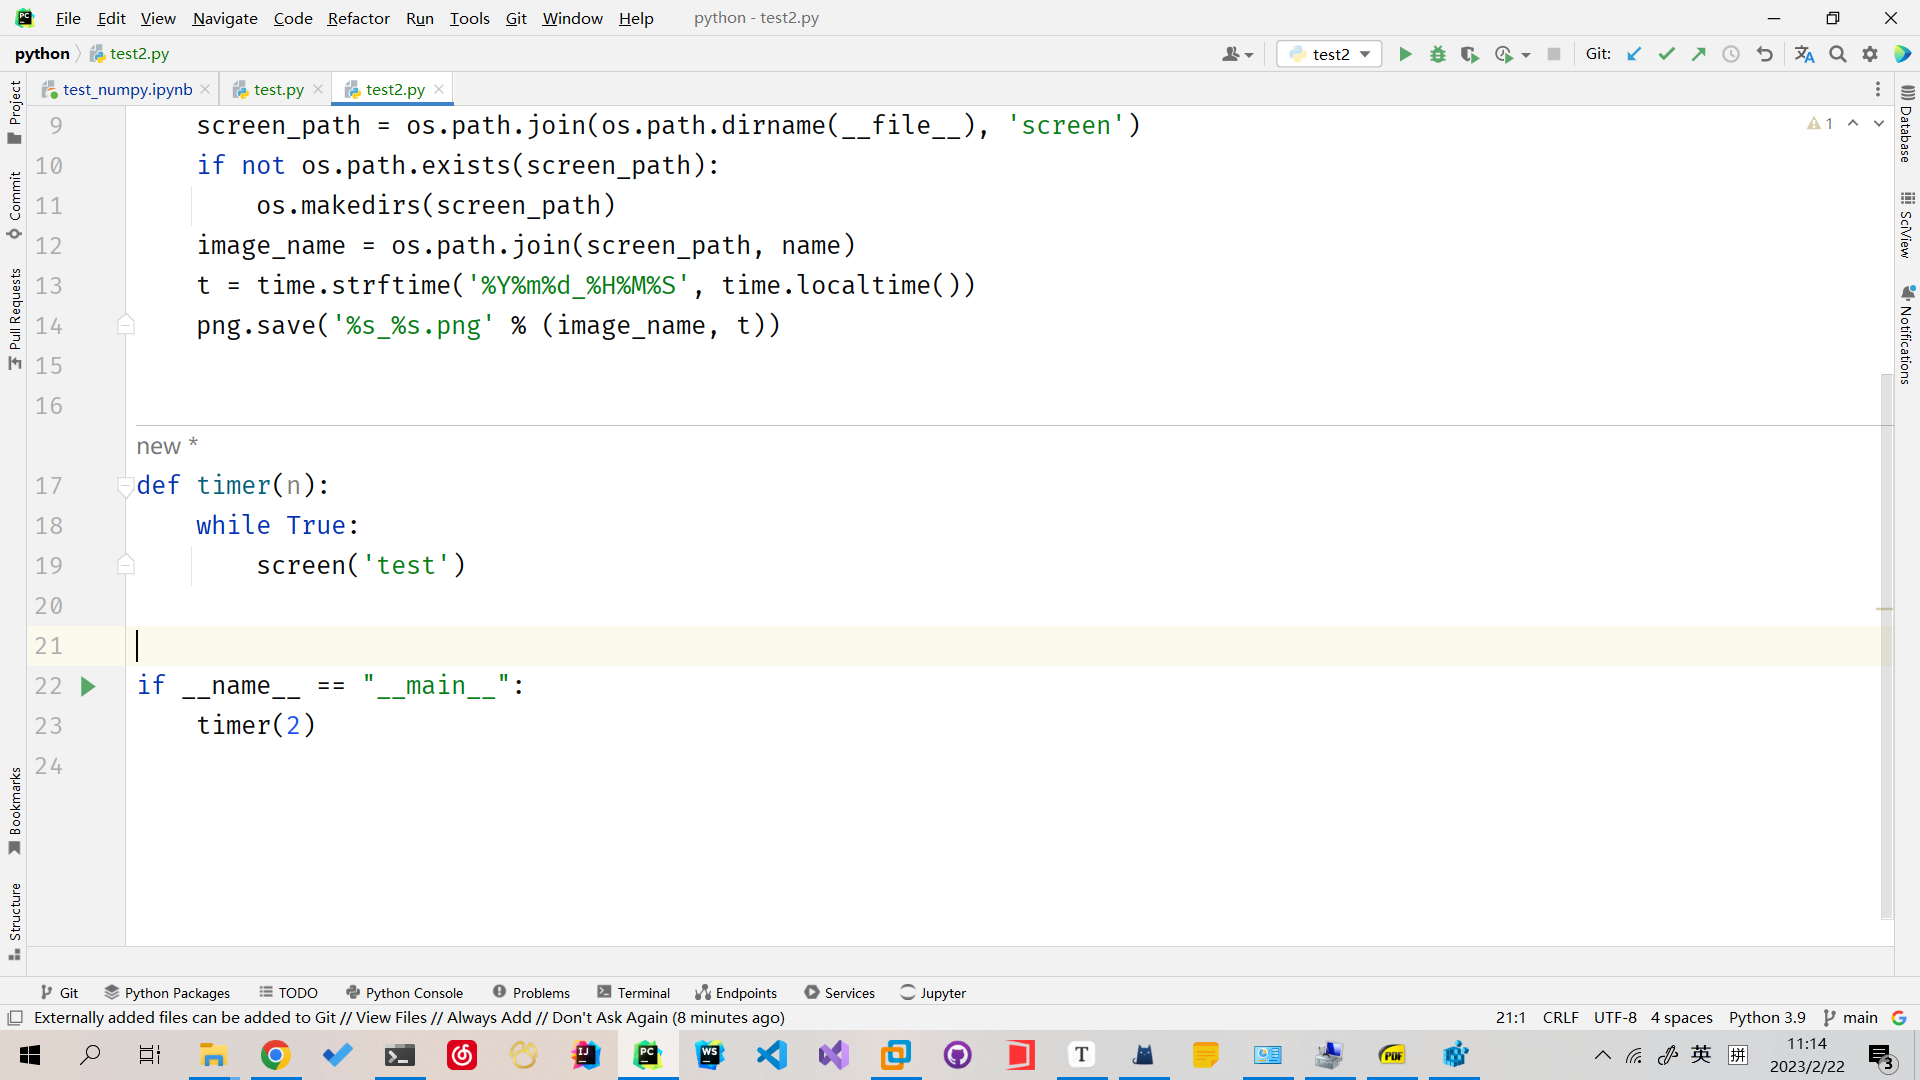 File Edit View Navigate Code Refactor Run Tools Git Window Help python - test2.py
python test2.py test2 Git:
test_numpy.ipynb test.py test2.py
9 screen_path = os.path.join(os.path.dirname(__file__), 'screen') 1
10 if not os.path.exists(screen_path):
11 os.makedirs(screen_path)
12 image_name = os.path.join(screen_path, name)
13 t = time.strftime('%Y%m%d_%H%M%S', time.localtime())
14 png.save('%s_%s.png' % (image_name, t))
15
16
new *
17 def timer(n):
18 while True:
19 screen('test')
20
21
22 if __name__ == "__main__":
23 timer(2)
24
Project
Commit
Pull Requests
Bookmarks
Structure
Database
SciView
Notifications
Git Python Packages TODO Python Console Problems Terminal Endpoints Services Jupyter
Externally added files can be added to Git // View Files // Always Add // Don't Ask Again (8 minutes ago) 21:1 CRLF UTF-8 4 spaces Python 3.9 main
英 拼 11:14
2023/2/22 3